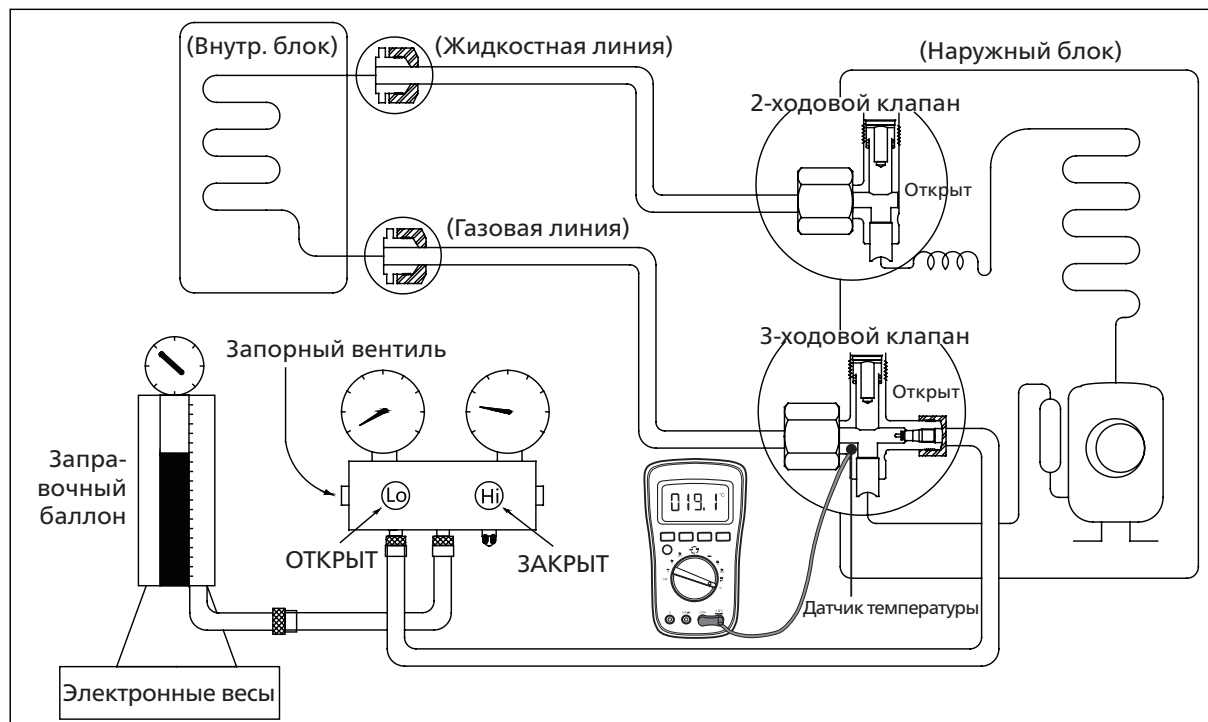 (Внутр. блок)
(Жидкостная линия)
(Наружный блок)
2-ходовой клапан
Открыт
(Газовая линия)
3-ходовой клапан
Открыт
Запорный вентиль
Запра-
вочный
баллон
Lo
Hi
ОТКРЫТ
ЗАКРЫТ
019.1 °C
Датчик температуры
Электронные весы